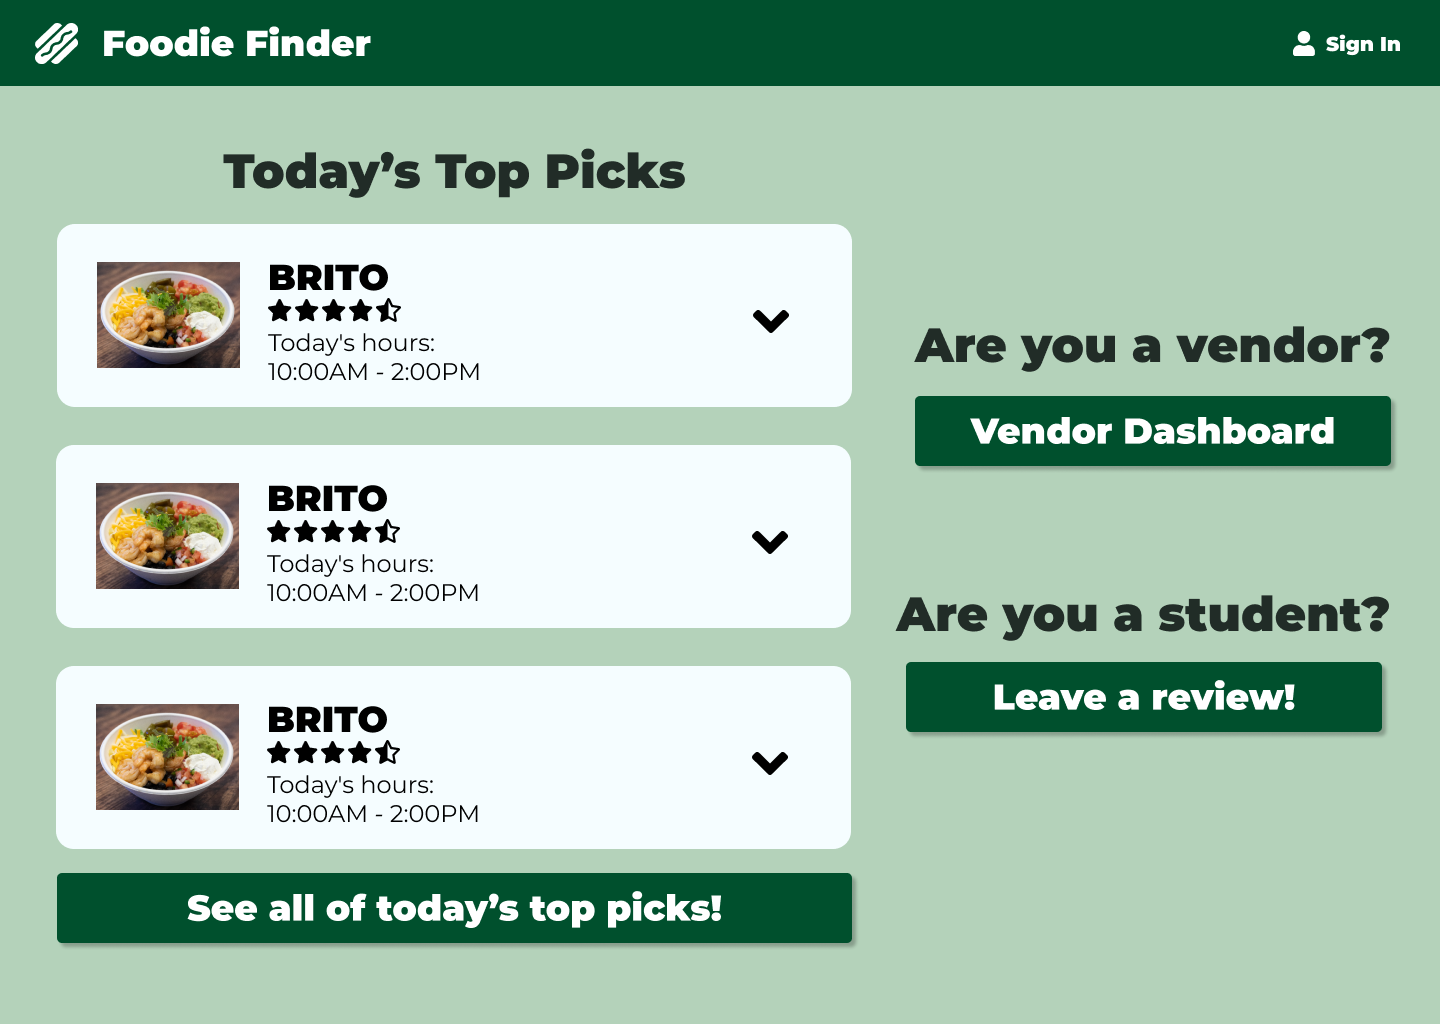 Foodie Finder
Sign In
Today’s Top Picks
BRITO
Today's hours:
10:00AM - 2:00PM
BRITO
Today's hours:
10:00AM - 2:00PM
BRITO
Today's hours:
10:00AM - 2:00PM
See all of today’s top picks!
Are you a vendor?
Vendor Dashboard
Are you a student?
Leave a review!